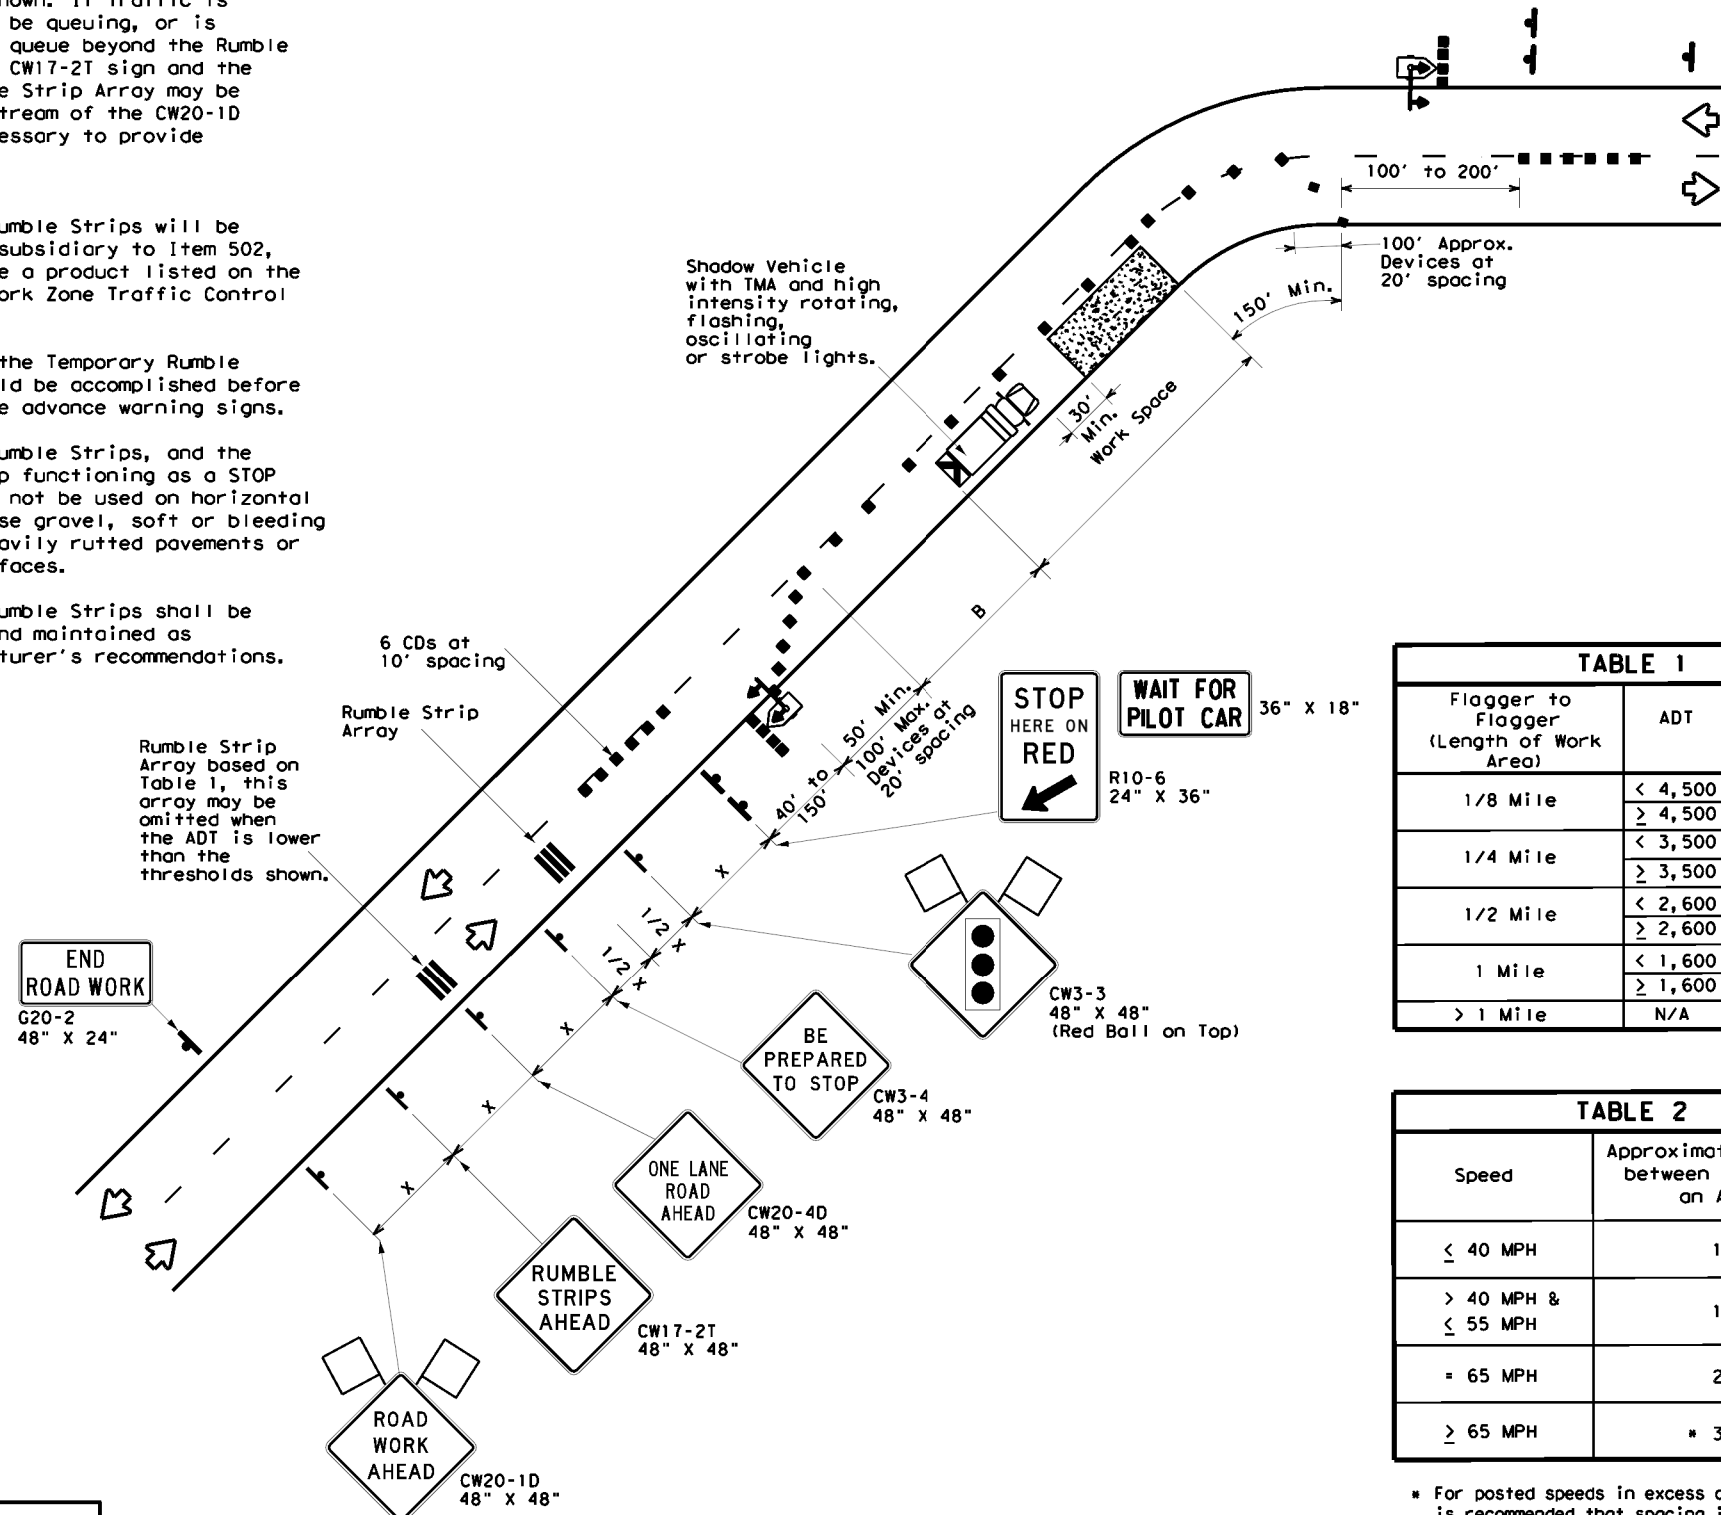 be queuing, or is
queue beyond the Rumble
CW17-2T sign and the
e Strip Array may be
tream of the CW20-1D
essary to provide
umble Strips will be
subsidiary to Item 502,
e a product listed on the
ork Zone Traffic Control
the Temporary Rumble
ld be accomplished before
e advance warning signs.
umble Strips, and the
p functioning as a STOP
not be used on horizontal
se gravel, soft or bleeding
avily rutted pavements or
faces.
umble Strips shall be
nd maintained as
turer's recommendations.
100' to 200'
100' Approx.
Devices at
20' spacing
150' Min.
Shadow Vehicle
with TMA and high
intensity rotating,
flashing,
oscillating
or strobe lights.
30'
Min.
Work Space
B
6 CDs at
10' spacing
Rumble Strip
Array
Rumble Strip
Array based on
Table 1, this
array may be
omitted when
the ADT is lower
than the
thresholds shown.
50' Min.
100' Max.
Devices at
20' spacing
40' to
150'
STOP
HERE ON
RED
R10-6
24" X 36"
WAIT FOR
PILOT CAR
36" X 18"
X
1/2 X
1/2 X
X
X
X
CW3-3
48" X 48"
(Red Ball on Top)
BE
PREPARED
TO STOP
CW3-4
48" X 48"
ONE LANE
ROAD
AHEAD
CW20-4D
48" X 48"
RUMBLE
STRIPS
AHEAD
CW17-2T
48" X 48"
ROAD
WORK
AHEAD
CW20-1D
48" X 48"
END
ROAD WORK
G20-2
48" X 24"
TABLE 1
Flagger to
Flagger
(Length of Work
Area)
ADT
1/8 Mile
< 4,500
≥ 4,500
1/4 Mile
< 3,500
≥ 3,500
1/2 Mile
< 2,600
≥ 2,600
1 Mile
< 1,600
≥ 1,600
> 1 Mile
N/A
TABLE 2
Speed
Approximat
between
an A
≤ 40 MPH
1
> 40 MPH &
≤ 55 MPH
1
= 65 MPH
2
≥ 65 MPH
* 3
* For posted speeds in excess o
is recommended that spacing i